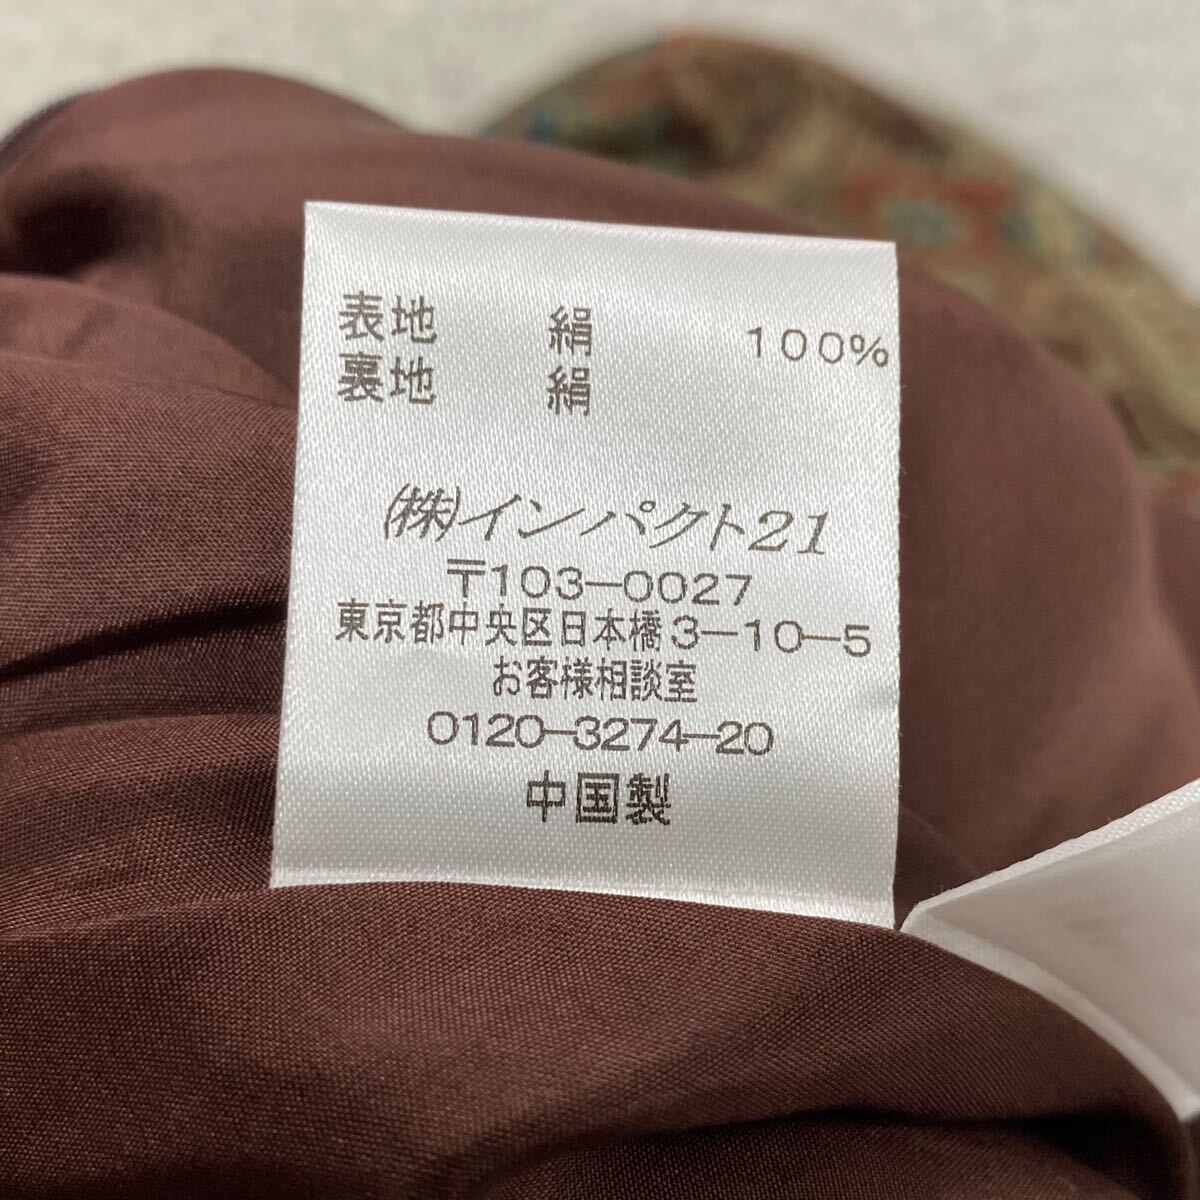 表地 絹 100%
裏地 絹
(株)インパクト21
〒103-0027
東京都中央区日本橋3-10-5
お客様相談室
0120-3274-20
中国製